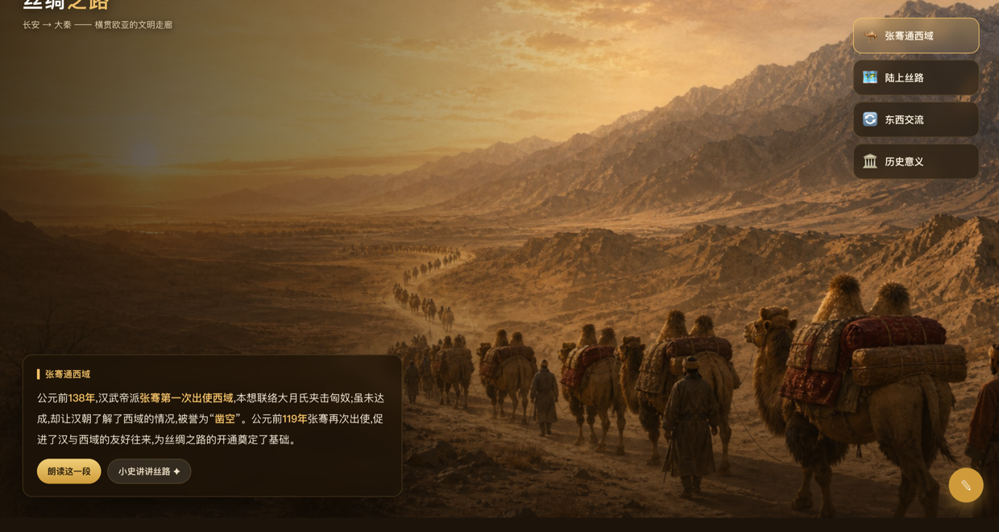 丝绸之路
长安 → 大秦 —— 横贯欧亚的文明走廊
张骞通西域
陆上丝路
东西交流
历史意义
张骞通西域
公元前138年,汉武帝派张骞第一次出使西域,本想联络大月氏夹击匈奴;虽未达
成,却让汉朝了解了西域的情况,被誉为“凿空”。公元前119年张骞再次出使,促
进了汉与西域的友好往来,为丝绸之路的开通奠定了基础。
朗读这一段
小史讲讲丝路 ✦